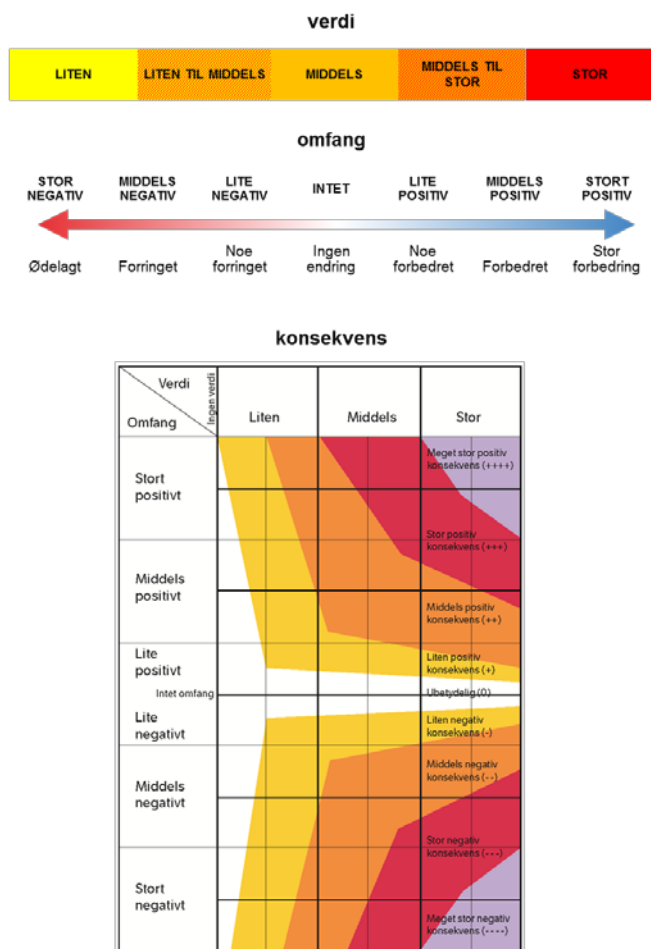 verdi
LITEN
LITEN TIL MIDDELS
MIDDELS
MIDDELS TIL
STOR
STOR
omfang
STOR
NEGATIV
MIDDELS
NEGATIV
LITE
NEGATIV
INTET
LITE
POSITIV
MIDDELS
POSITIV
STORT
POSITIV
Ødelagt
Forringet
Noe
forringet
Ingen
endring
Noe
forbedret
Forbedret
Stor
forbedring
konsekvens
Verdi
Omfang
Ingen verdi
Liten
Middels
Stor
Stort
positivt
Meget stor positiv
konsekvens (++++)
Stor positiv
konsekvens (+++)
Middels
positivt
Middels positiv
konsekvens (++)
Lite
positivt
Liten positiv
konsekvens (+)
Intet omfang
Ubetydelig (0)
Lite
negativt
Liten negativ
konsekvens (-)
Middels negativ
konsekvens (--)
Middels
negativt
Stor negativ
konsekvens (---)
Stort
negativt
Meget stor negativ
konsekvens (----)